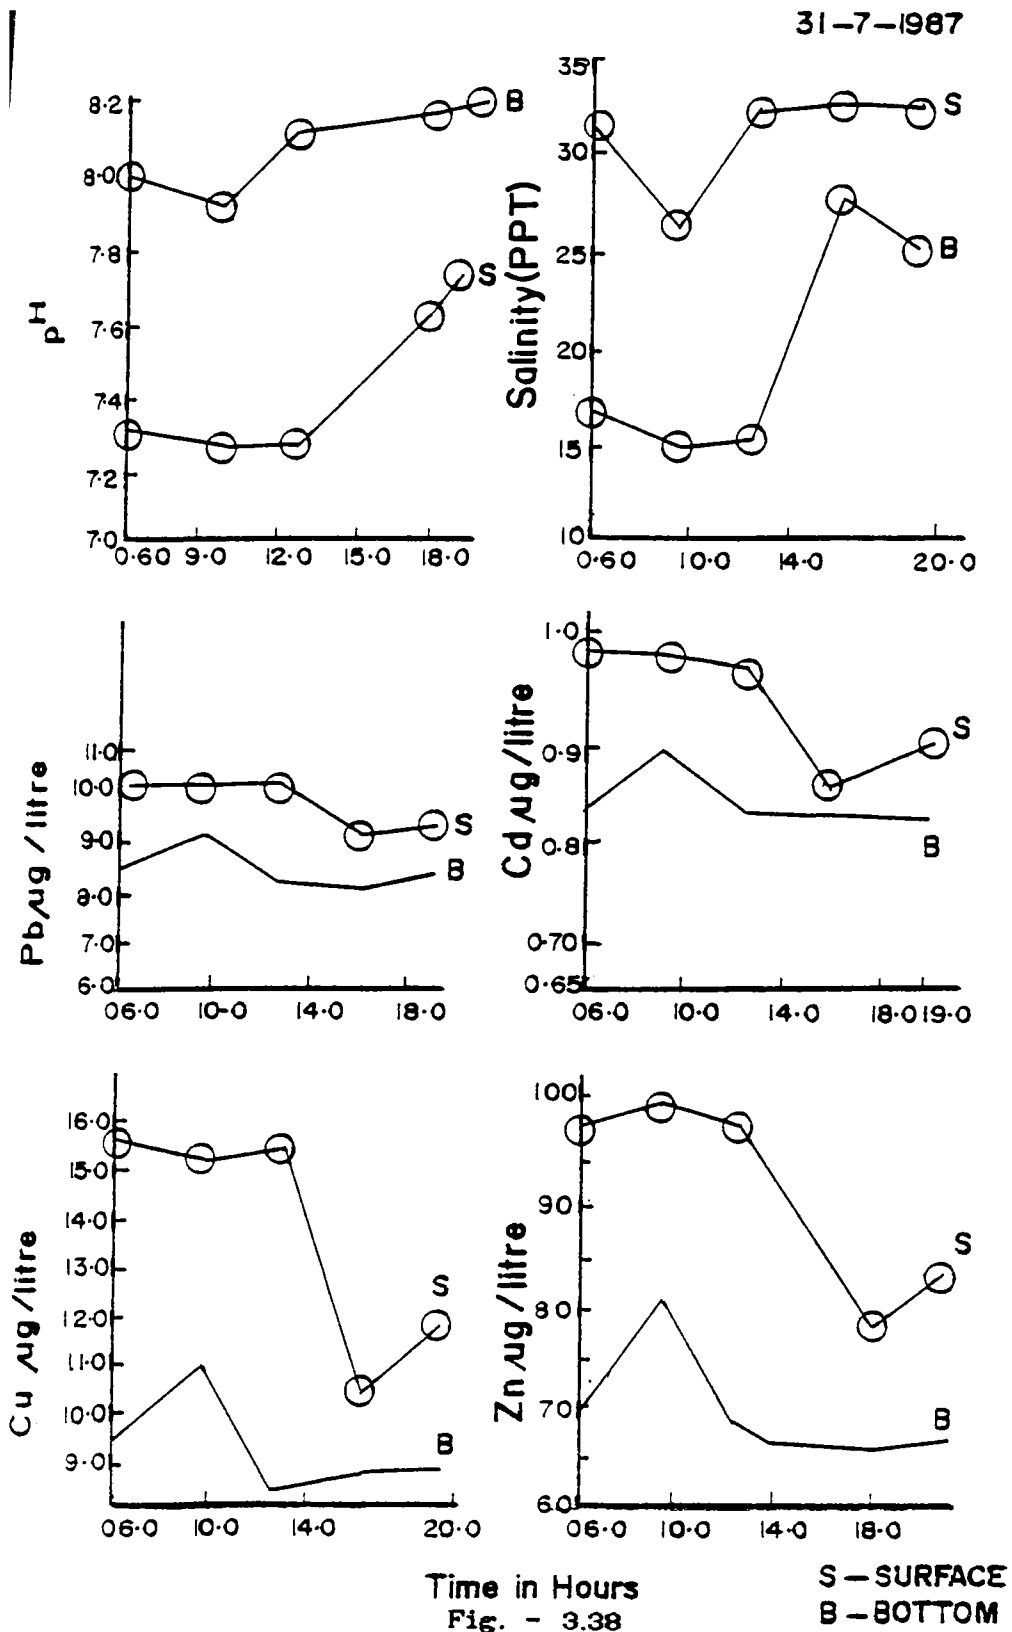 31-7-1987
8·2
8·0
7·8
7·6
7·4
7·2
7·0
pH
B
S
0·60 9·0 12·0 15·0 18·0
35
30
25
20
15
10
Salinity (PPT)
S
B
0·60 10·0 14·0 20·0
11·0
10·0
9·0
8·0
7·0
6·0
Pb µg /litre
S
B
06·0 10·0 14·0 18·0
1·0
0·9
0·8
0·70
0·65
Cd µg /litre
S
B
06·0 10·0 14·0 18·0 19·0
16·0
15·0
14·0
13·0
12·0
11·0
10·0
9·0
Cu µg /litre
S
B
06·0 10·0 14·0 20·0
100
90
80
70
60
Zn µg /litre
S
B
06·0 10·0 14·0 18·0
Time in Hours
Fig. - 3.38
S – SURFACE
B – BOTTOM